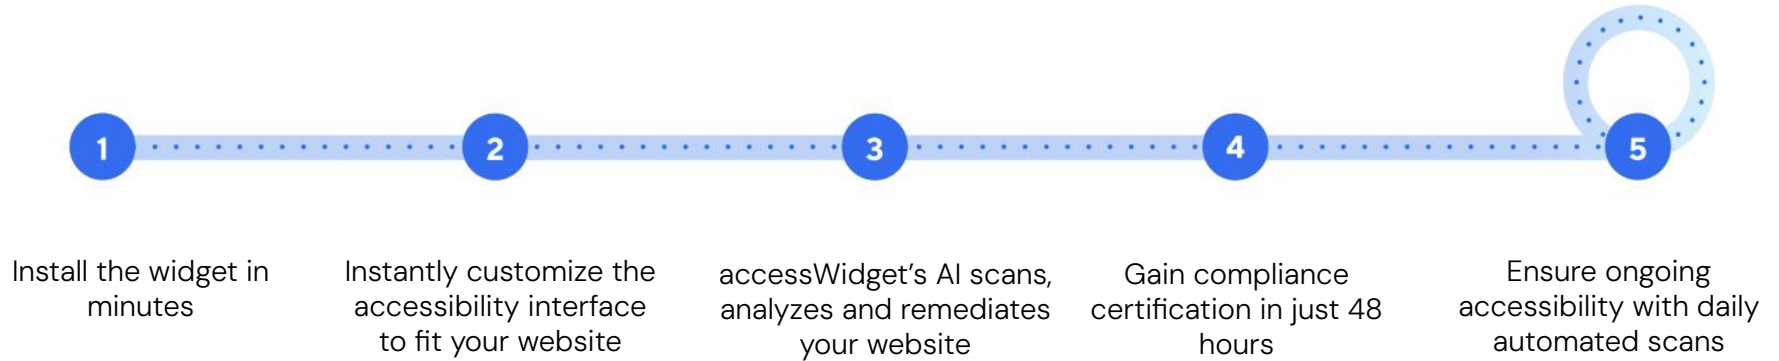 1
2
3
4
5
Install the widget in
minutes
Instantly customize the
accessibility interface
to fit your website
accessWidget’s AI scans,
analyzes and remediates
your website
Gain compliance
certification in just 48
hours
Ensure ongoing
accessibility with daily
automated scans